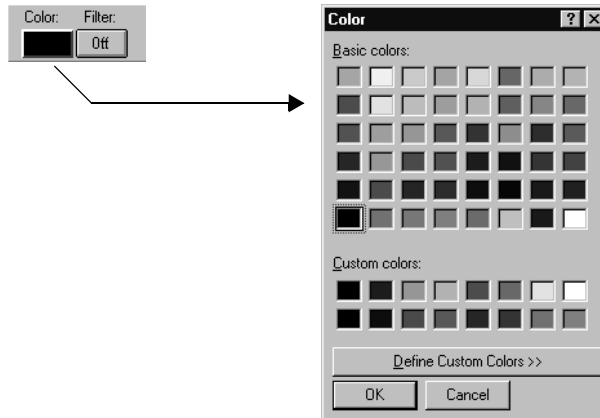 Color: Filter:
Off
Color
Basic colors:
Custom colors:
Define Custom Colors >>
OK Cancel